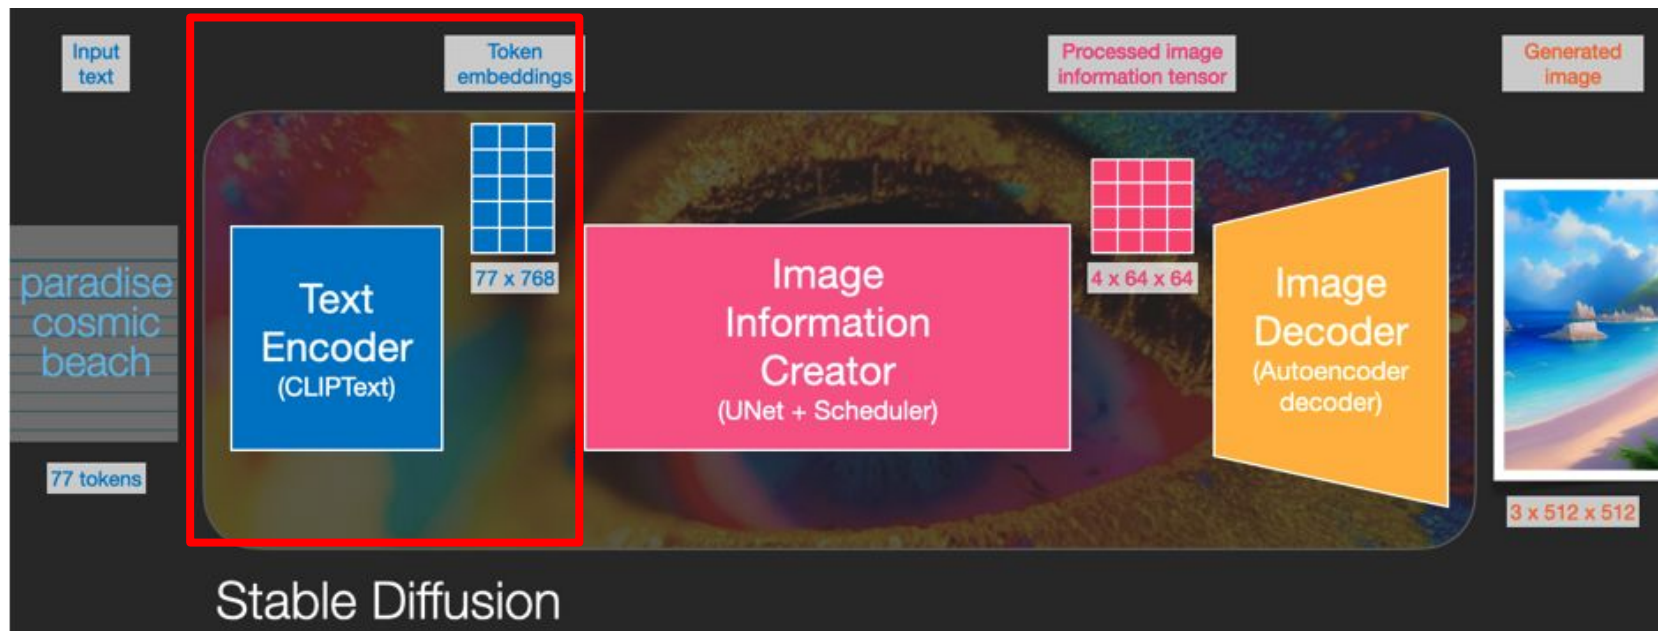 Input
text
Token
embeddings
Processed image
information tensor
Generated
image
paradise
cosmic
beach
77 tokens
Text
Encoder
(CLIPText)
77 x 768
Image
Information
Creator
(UNet + Scheduler)
4 x 64 x 64
Image
Decoder
(Autoencoder
decoder)
3 x 512 x 512
Stable Diffusion